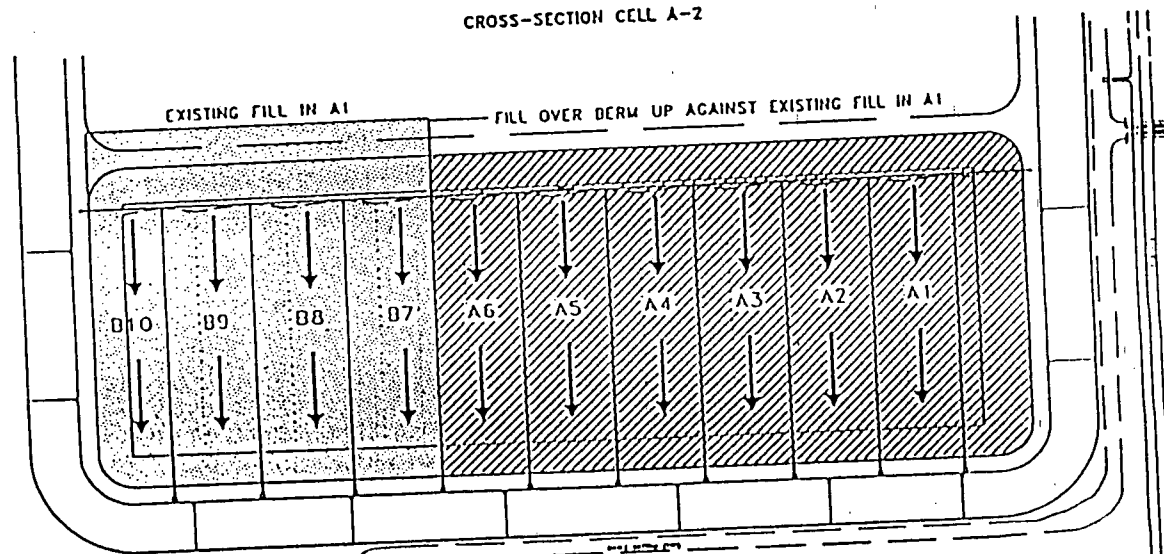 CROSS-SECTION CELL A-2
EXISTING FILL IN A1
FILL OVER BERM UP AGAINST EXISTING FILL IN A1
B10 B9 B8 B7 A6 A5 A4 A3 A2 A1